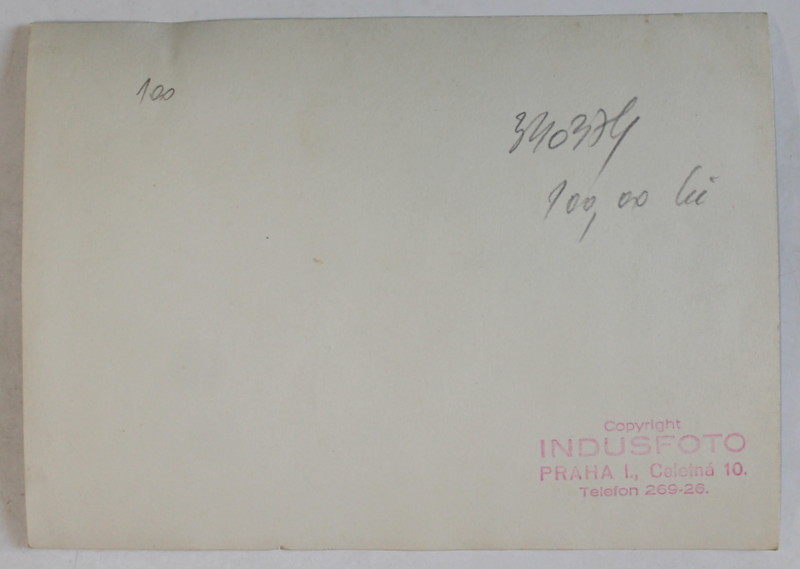 100
340374
100,00 lei
Copyright
INDUSFOTO
PRAHA I., Celetná 10.
Telefon 269-26.